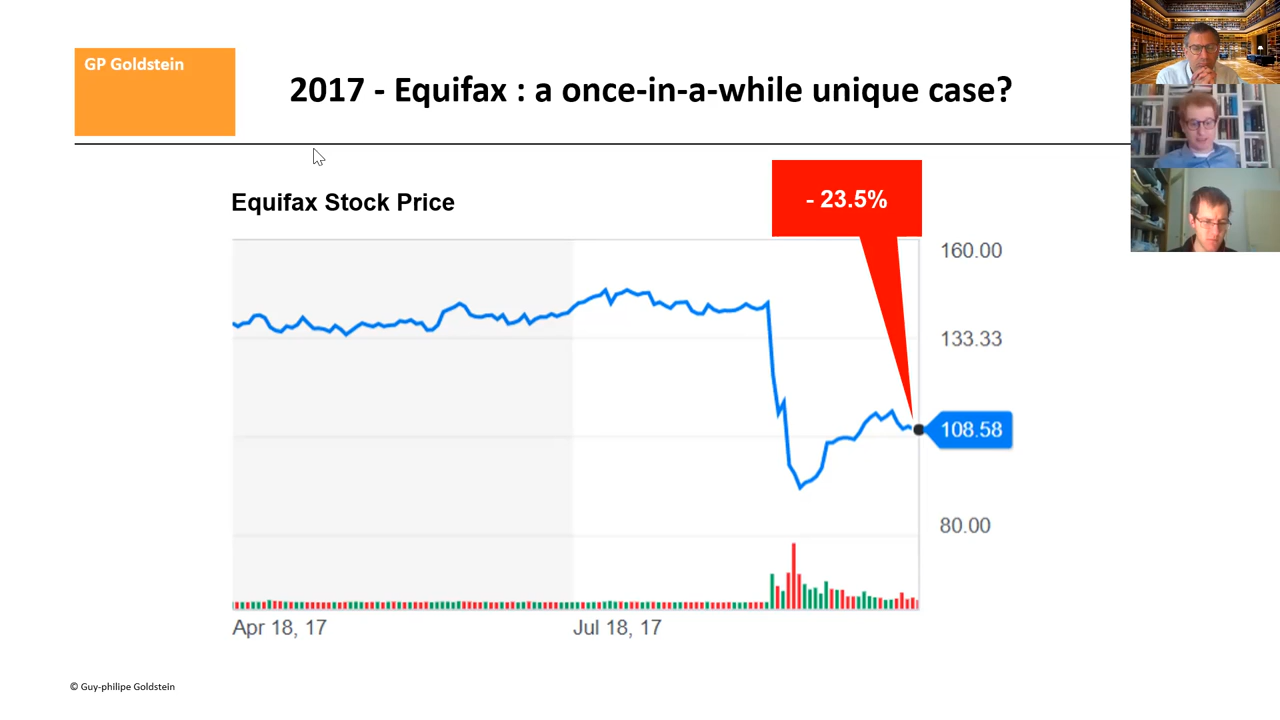 GP Goldstein
2017 - Equifax : a once-in-a-while unique case?
- 23.5%
Equifax Stock Price
160.00
133.33
108.58
80.00
Apr 18, 17
Jul 18, 17
© Guy-philipe Goldstein